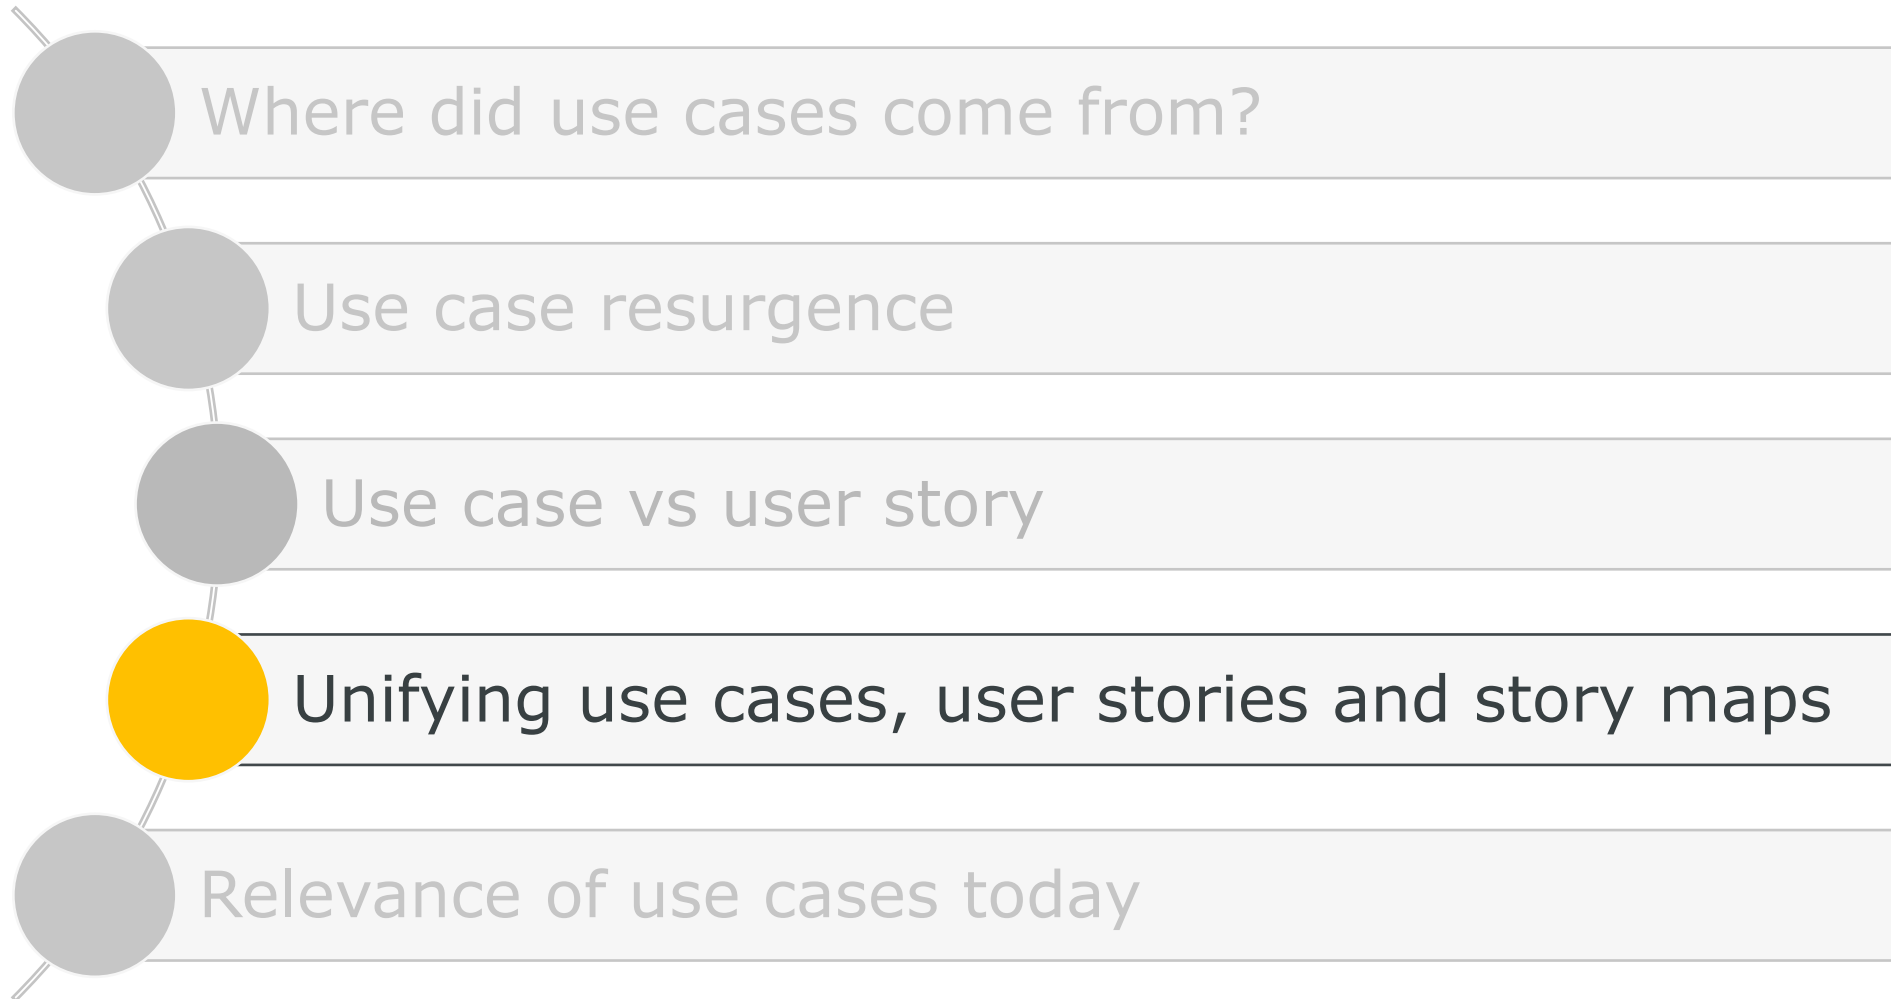 Where did use cases come from?
Use case resurgence
Use case vs user story
Unifying use cases, user stories and story maps
Relevance of use cases today